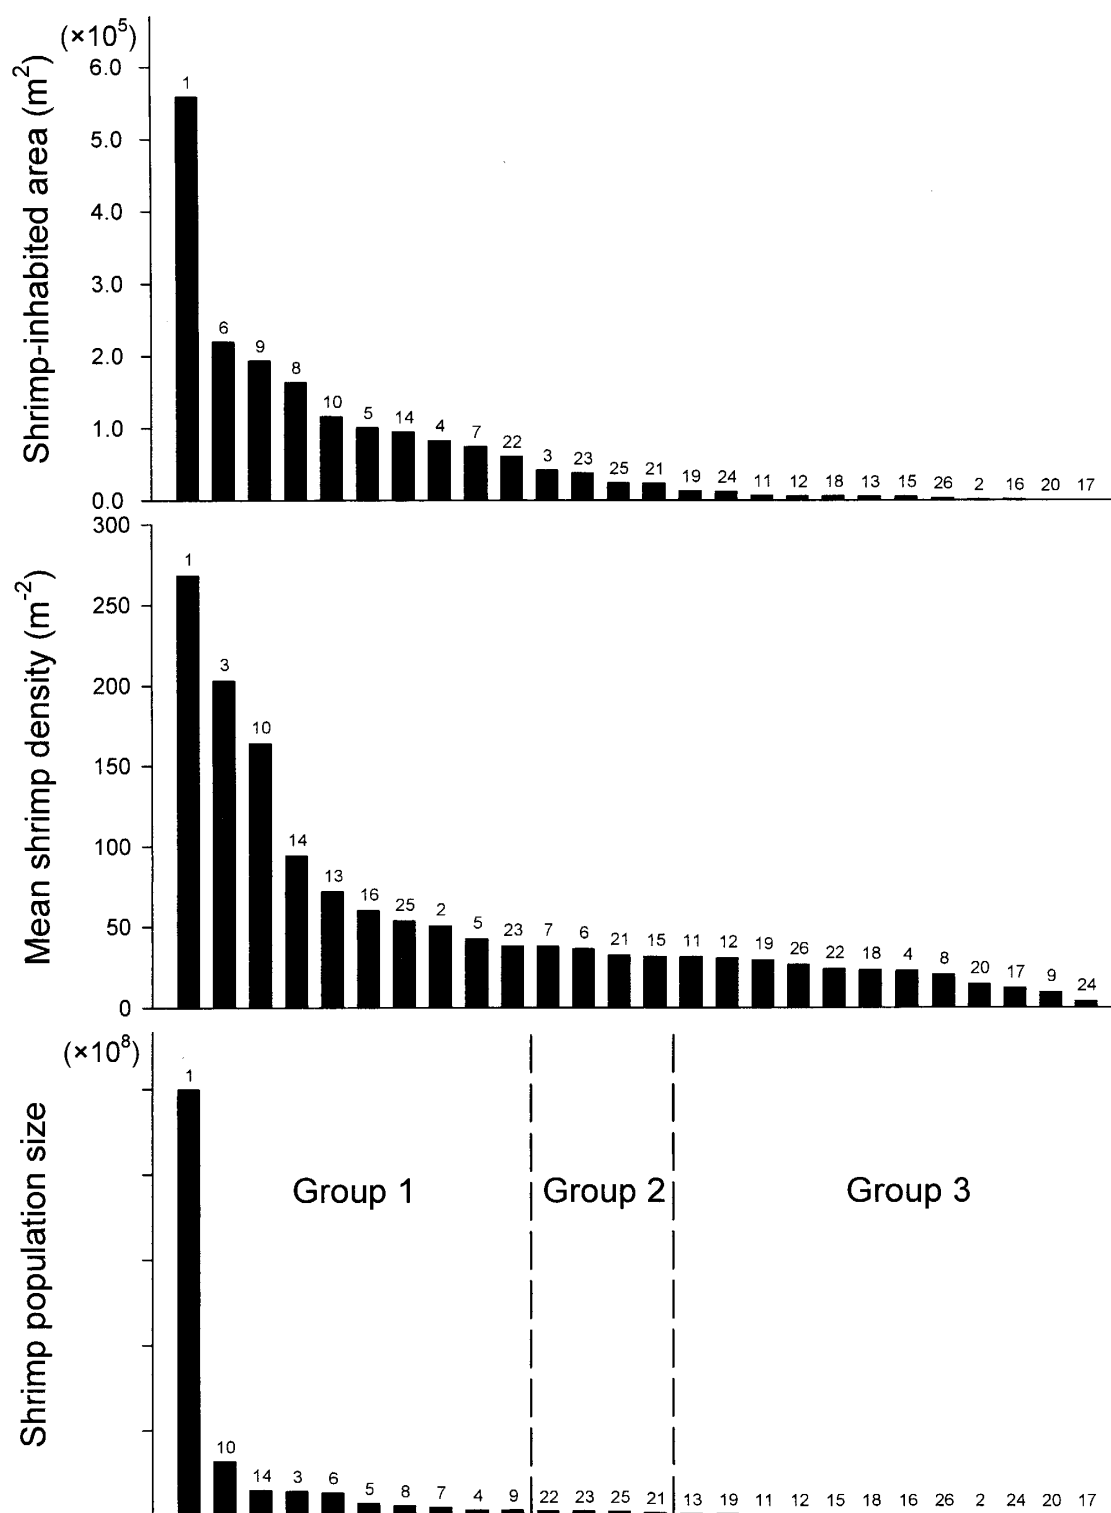 (×10⁵)
Shrimp-inhabited area (m²)
6.0
5.0
4.0
3.0
2.0
1.0
0.0
1 6 9 8 10 5 14 4 7 22 3 23 25 21 19 24 11 12 18 13 15 26 2 16 20 17
Mean shrimp density (m⁻²)
300
250
200
150
100
50
0
1 3 10 14 13 16 25 2 5 23 7 6 21 15 11 12 19 26 22 18 4 8 20 17 9 24
(×10⁸)
Shrimp population size
Group 1 Group 2 Group 3
1 10 14 3 6 5 8 7 4 9 22 23 25 21 13 19 11 12 15 18 16 26 2 24 20 17